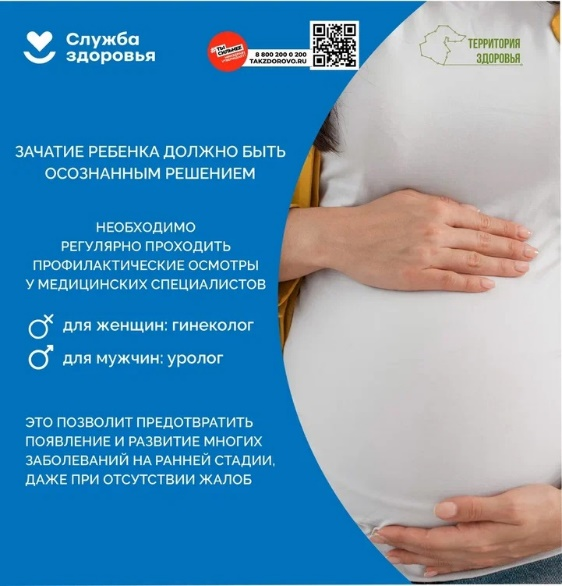 Служба
здоровья
ТЫ
СИЛЬНЕЕ
8 800 200 0 200
TAKZDOROVO.RU
ТЕРРИТОРИЯ
ЗДОРОВЬЯ
ЗАЧАТИЕ РЕБЕНКА ДОЛЖНО БЫТЬ
ОСОЗНАННЫМ РЕШЕНИЕМ
НЕОБХОДИМО
РЕГУЛЯРНО ПРОХОДИТЬ
ПРОФИЛАКТИЧЕСКИЕ ОСМОТРЫ
У МЕДИЦИНСКИХ СПЕЦИАЛИСТОВ
для женщин: гинеколог
для мужчин: уролог
ЭТО ПОЗВОЛИТ ПРЕДОТВРАТИТЬ
ПОЯВЛЕНИЕ И РАЗВИТИЕ МНОГИХ
ЗАБОЛЕВАНИЙ НА РАННЕЙ СТАДИИ,
ДАЖЕ ПРИ ОТСУТСТВИИ ЖАЛОБ